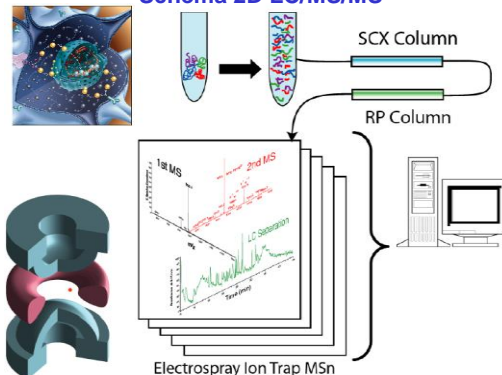 Schema 2D LC/MS/MS
SCX Column
RP Column
1st MS
2nd MS
LC Separation
Time (min)
Electrospray Ion Trap MSn